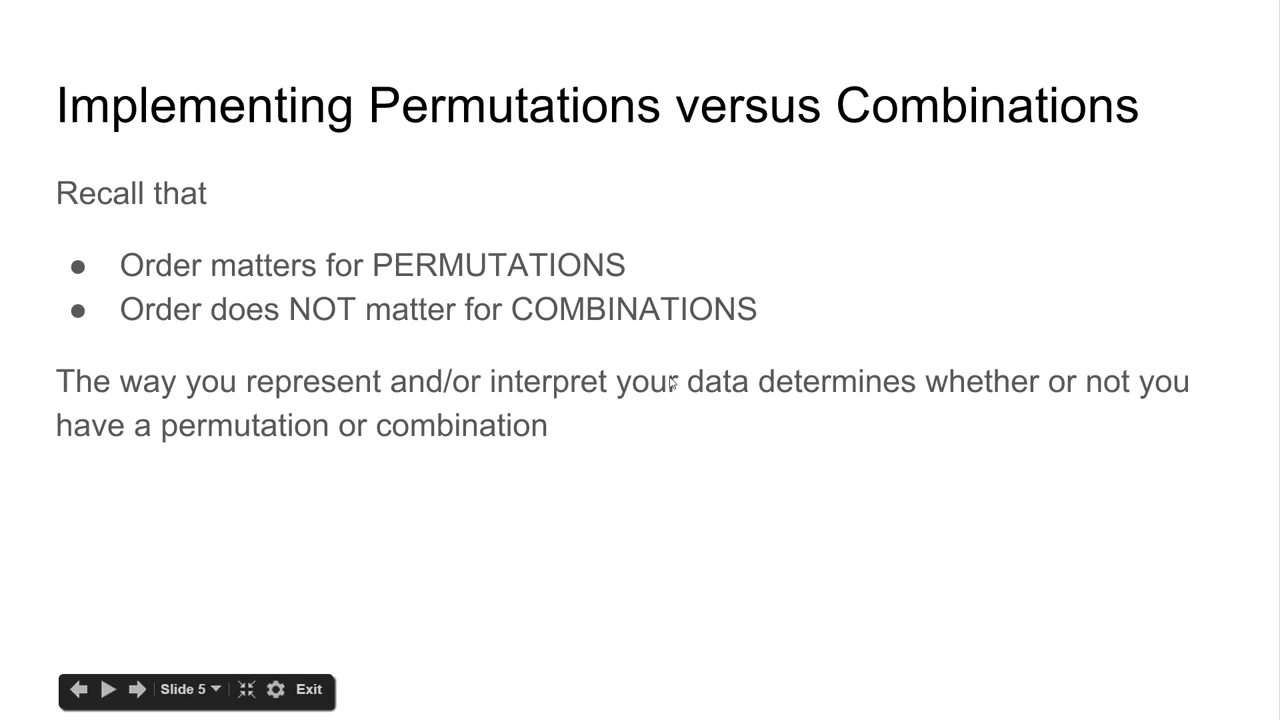 Implementing Permutations versus Combinations
Recall that
● Order matters for PERMUTATIONS
● Order does NOT matter for COMBINATIONS
The way you represent and/or interpret your data determines whether or not you
have a permutation or combination
Slide 5
Exit